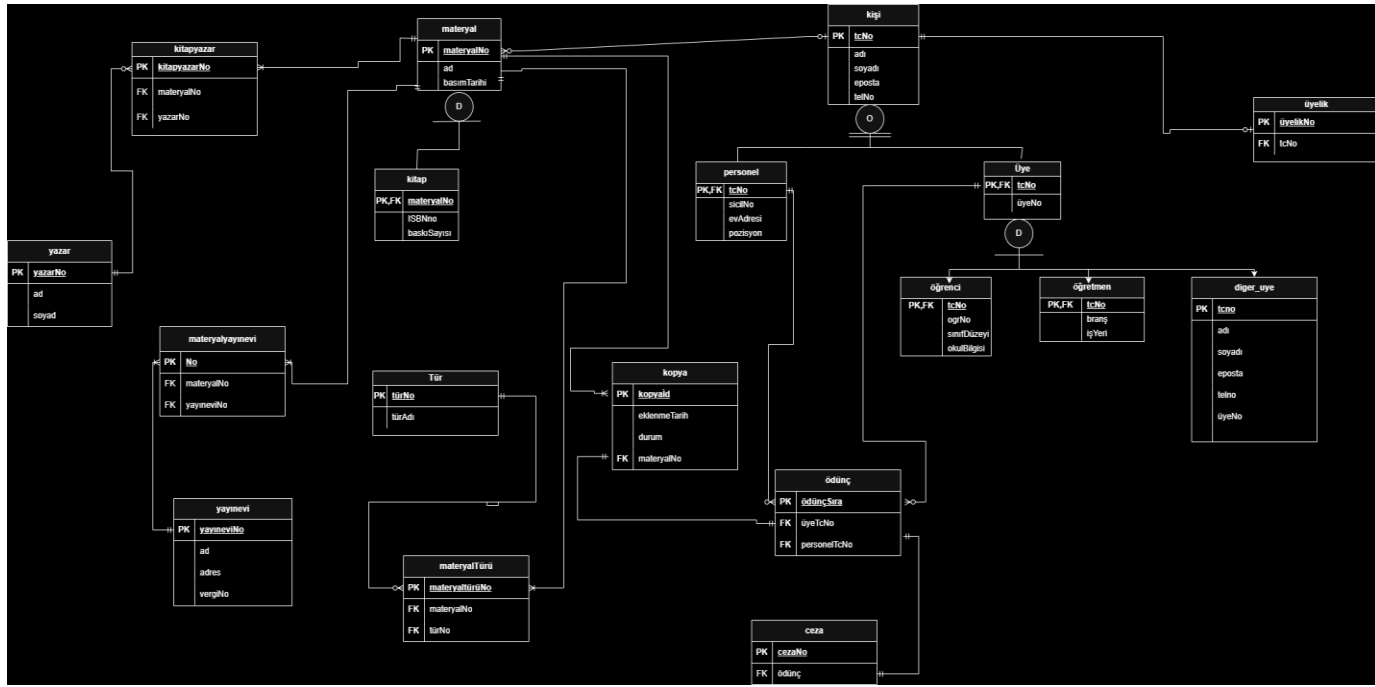 materyal
PK materyalNo
ad
basımTarihi
kişi
PK tcNo
adı
soyadı
eposta
telNo
kitapyazar
PK kitapyazarNo
FK materyalNo
FK yazarNo
üyelik
PK üyelikNo
FK tcNo
D
O
kitap
PK,FK materyalNo
ISBNno
baskıSayısı
personel
PK,FK tcNo
sicilNo
evAdresi
pozisyon
Üye
PK,FK tcNo
üyeNo
D
yazar
PK yazarNo
ad
soyad
öğrenci
PK,FK tcNo
ogrNo
sınıfDüzeyi
okulBilgisi
öğretmen
PK,FK tcNo
branş
işYeri
diger_uye
PK tcno
adı
soyadı
eposta
telno
üyeNo
materyalyayınevi
PK No
FK materyalNo
FK yayıneviNo
Tür
PK türNo
türAdı
kopya
PK kopyaid
eklenmeTarih
durum
FK materyalNo
ödünç
PK ödünçSıra
FK üyeTcNo
FK personelTcNo
yayınevi
PK yayıneviNo
ad
adres
vergiNo
materyalTürü
PK materyaltürüNo
FK materyalNo
FK türNo
ceza
PK cezaNo
FK ödünç